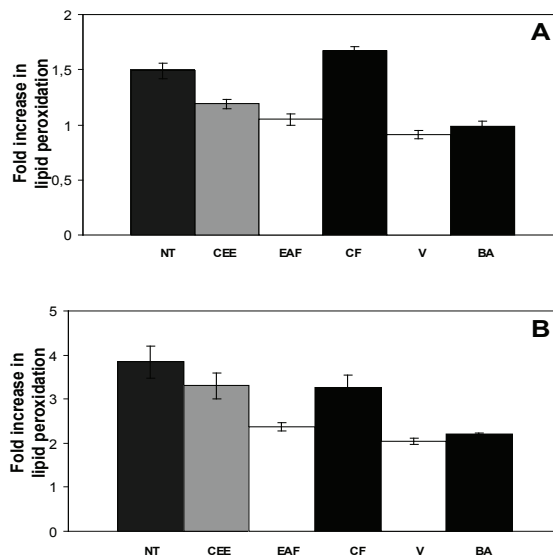 A
Fold increase in
lipid peroxidation
2
1,5
1
0,5
0
NT CEE EAF CF V BA
B
Fold increase in
lipid peroxidation
5
4
3
2
1
0
NT CEE EAF CF V BA